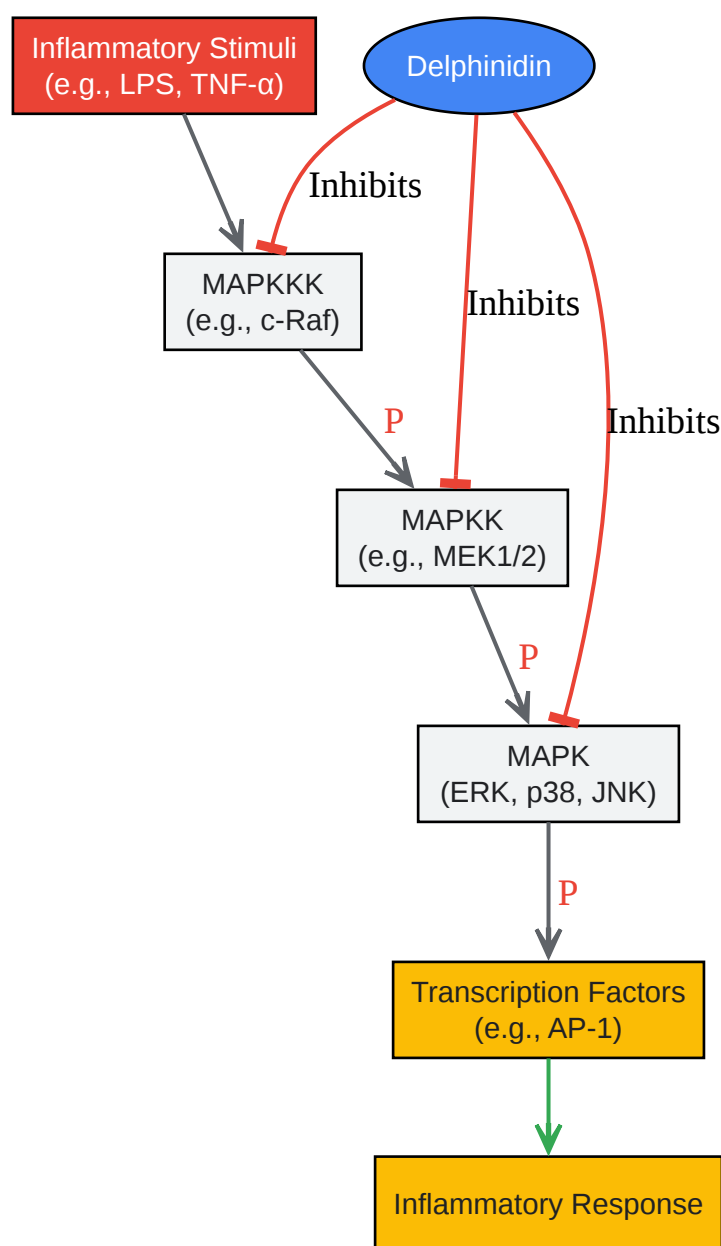 Inflammatory Stimuli
(e.g., LPS, TNF-α)
Delphinidin
Inhibits
MAPKKK
(e.g., c-Raf)
Inhibits
P
Inhibits
MAPKK
(e.g., MEK1/2)
P
MAPK
(ERK, p38, JNK)
P
Transcription Factors
(e.g., AP-1)
Inflammatory Response